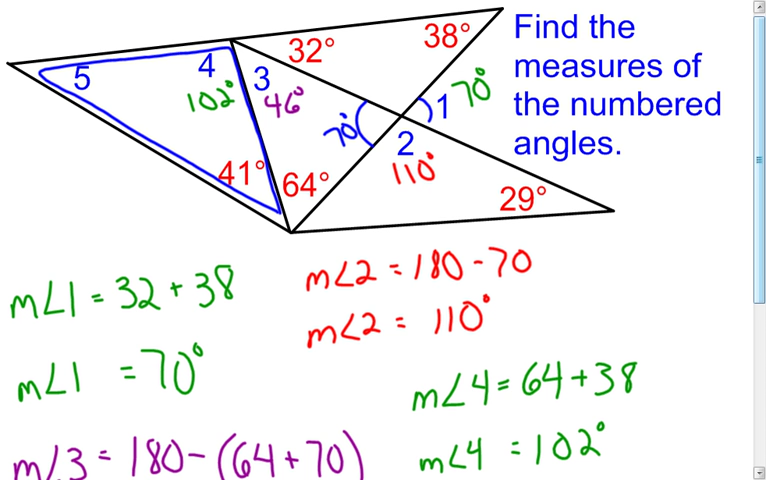 Find the
measures of
the numbered
angles.
32°
38°
5
4
3
1
70°
102°
46°
70°
2
110°
41°
64°
29°
m∠1 = 32 + 38
m∠1 = 70°
m∠2 = 180 - 70
m∠2 = 110°
m∠4 = 64 + 38
m∠4 = 102°
m∠3 = 180 - (64 + 70)